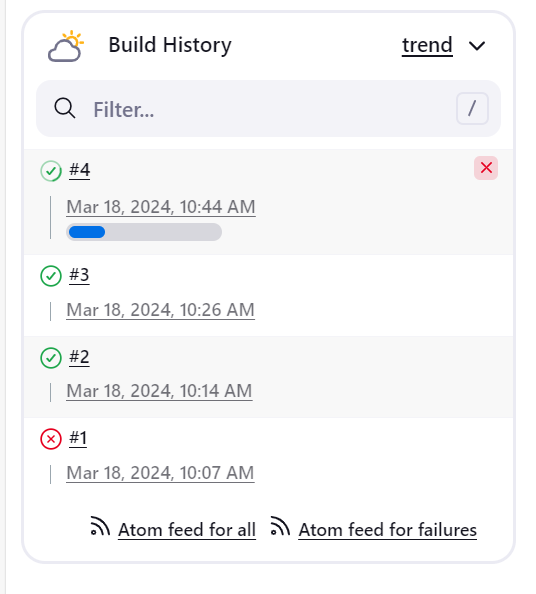 Build History trend
Filter... /
#4
Mar 18, 2024, 10:44 AM
#3
Mar 18, 2024, 10:26 AM
#2
Mar 18, 2024, 10:14 AM
#1
Mar 18, 2024, 10:07 AM
Atom feed for all Atom feed for failures